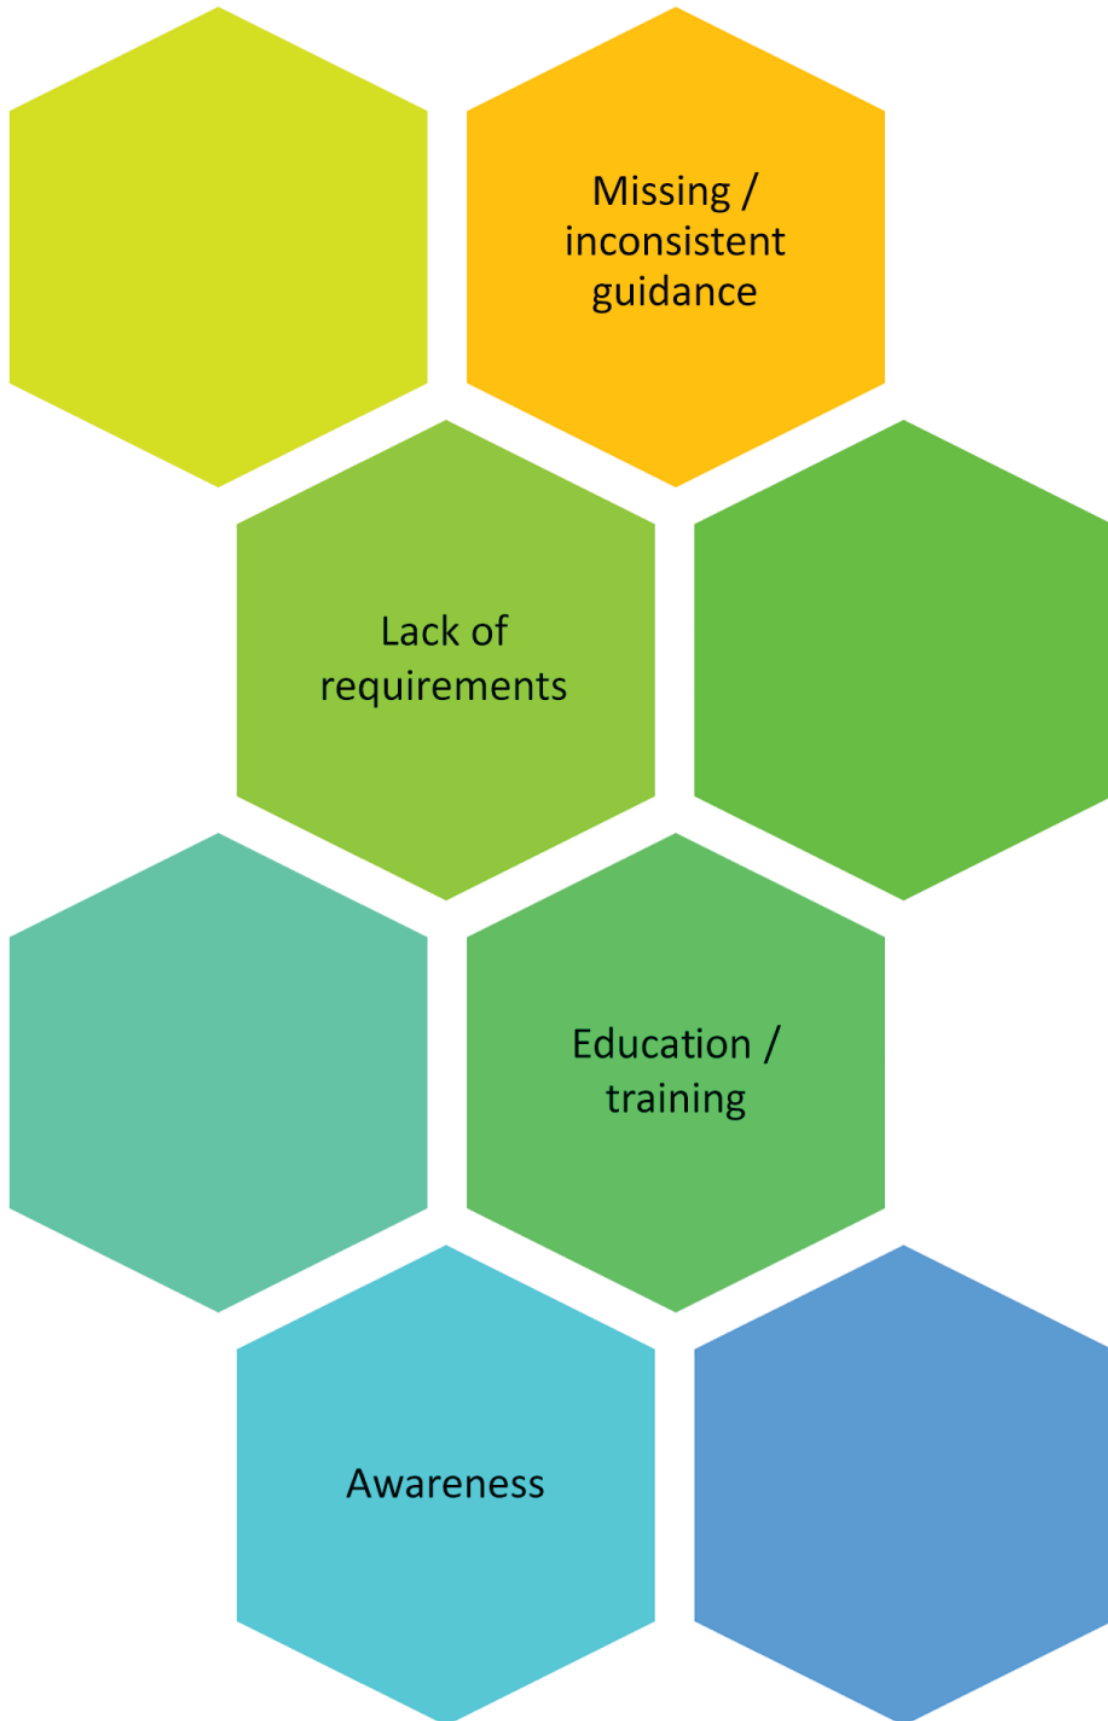 Missing /
inconsistent
guidance
Lack of
requirements
Education /
training
Awareness